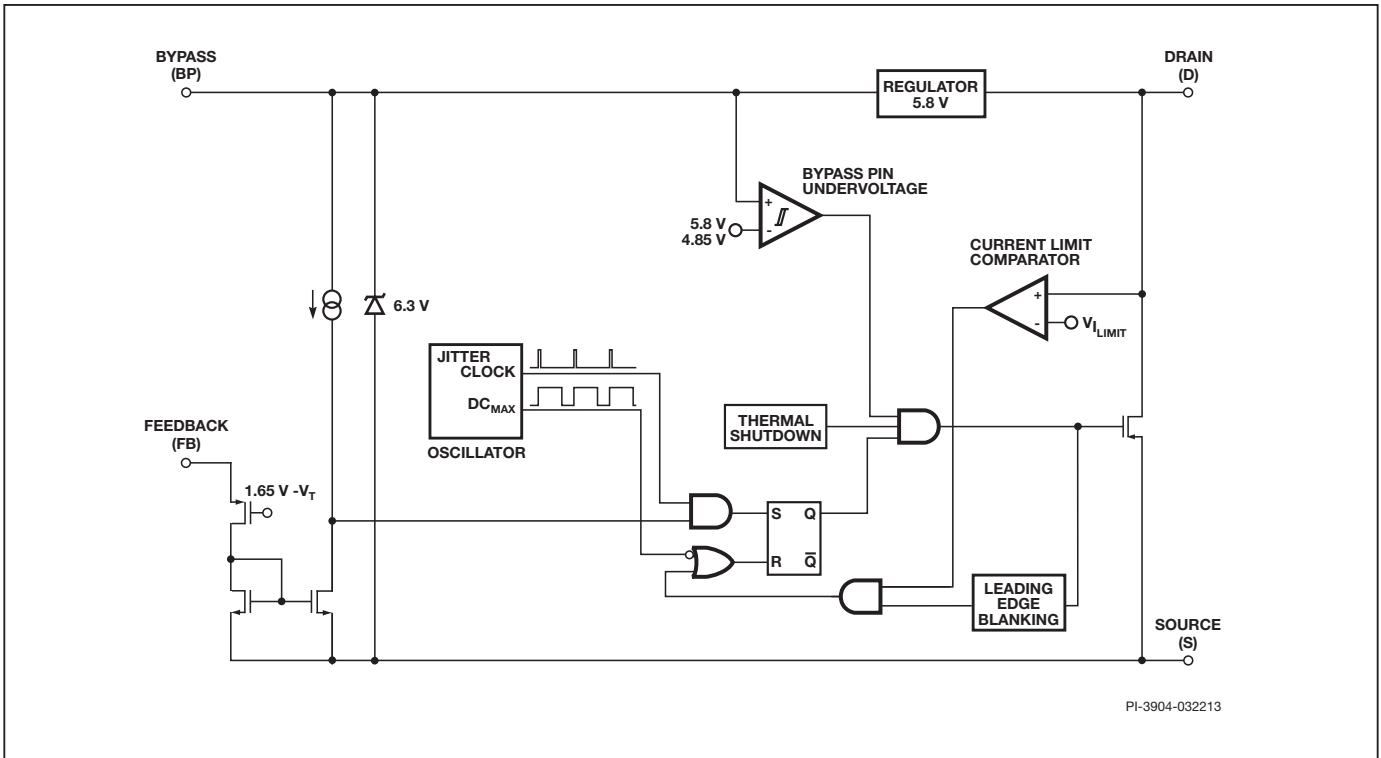 BYPASS
(BP)
DRAIN
(D)
REGULATOR
5.8 V
BYPASS PIN
UNDERVOLTAGE
+
-
5.8 V
4.85 V
CURRENT LIMIT
COMPARATOR
+
-
VILIMIT
6.3 V
JITTER
CLOCK
DCMAX
OSCILLATOR
THERMAL
SHUTDOWN
FEEDBACK
(FB)
1.65 V -VT
S Q
R Q̅
LEADING
EDGE
BLANKING
SOURCE
(S)
PI-3904-032213